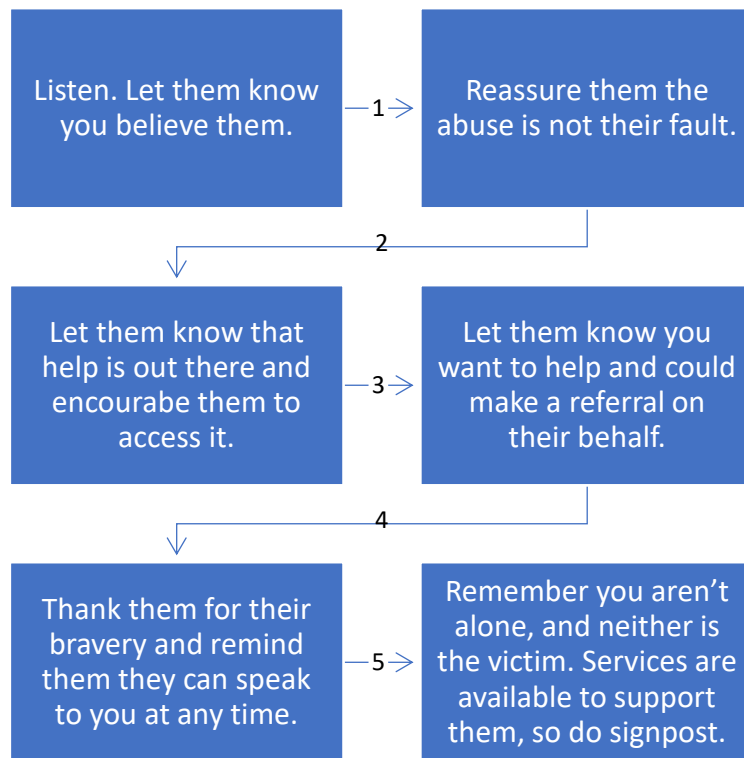 Listen. Let them know
you believe them.
1
Reassure them the
abuse is not their fault.
2
Let them know that
help is out there and
encourabe them to
access it.
3
Let them know you
want to help and could
make a referral on
their behalf.
4
Thank them for their
bravery and remind
them they can speak
to you at any time.
5
Remember you aren’t
alone, and neither is
the victim. Services are
available to support
them, so do signpost.